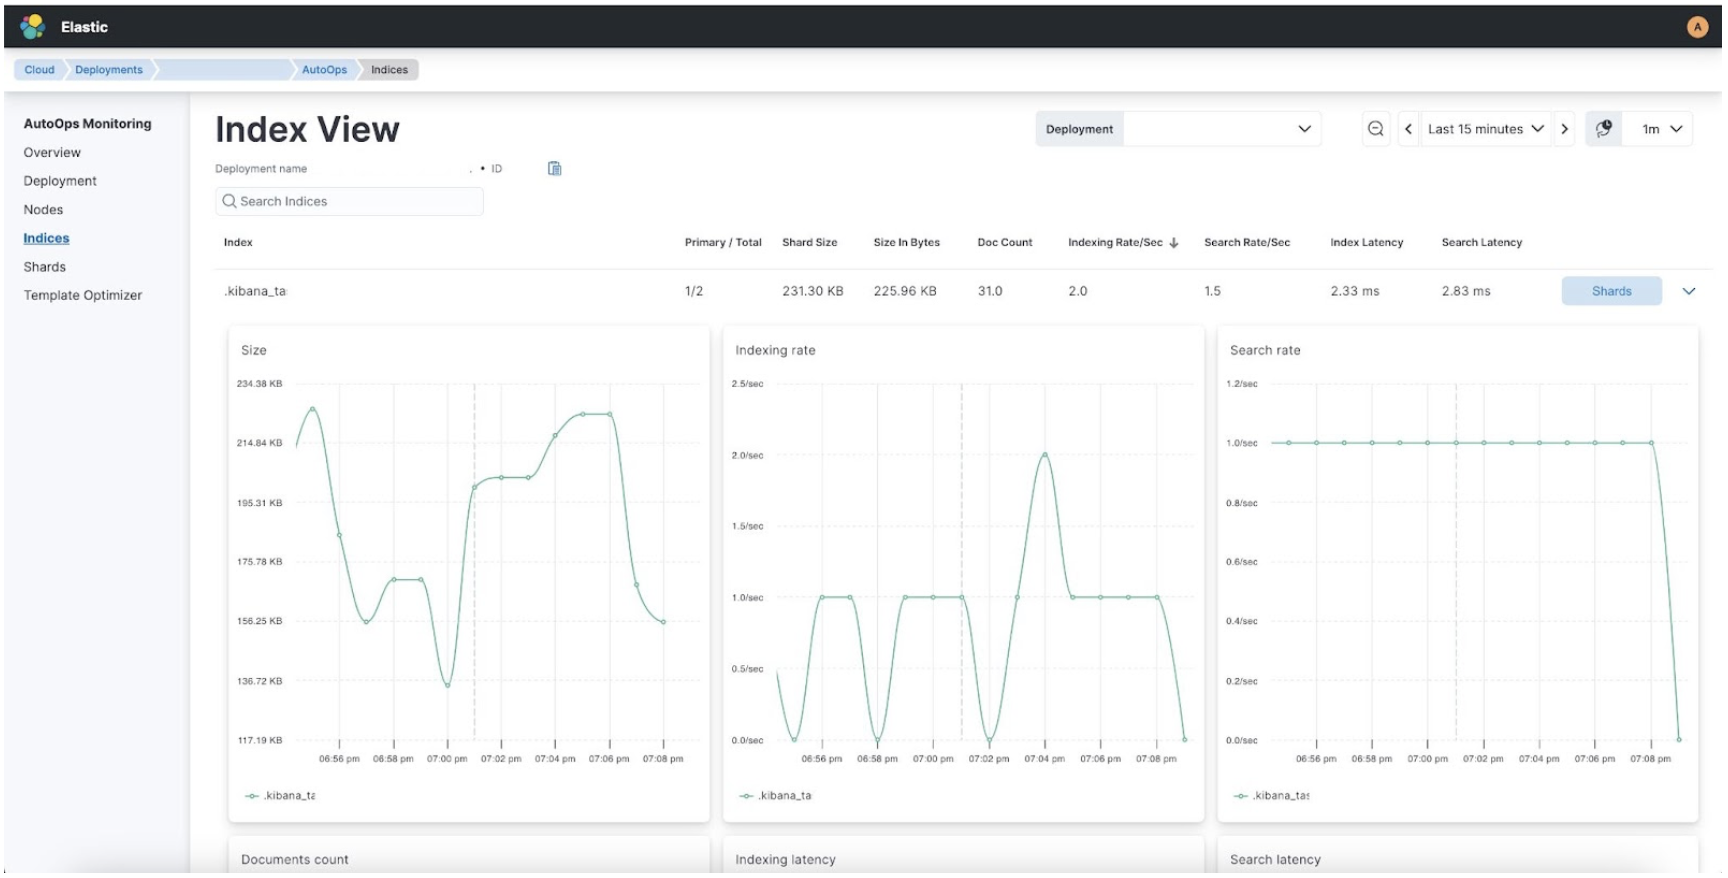 Elastic
A
Cloud Deployments AutoOps Indices
AutoOps Monitoring
Overview
Deployment
Nodes
Indices
Shards
Template Optimizer
Index View
Deployment
Last 15 minutes
1m
Deployment name • ID
Search Indices
Index Primary / Total Shard Size Size In Bytes Doc Count Indexing Rate/Sec Search Rate/Sec Index Latency Search Latency
.kibana_ta 1/2 231.30 KB 225.96 KB 31.0 2.0 1.5 2.33 ms 2.83 ms Shards
Size
234.38 KB
214.84 KB
195.31 KB
175.78 KB
156.25 KB
136.72 KB
117.19 KB
06:56 pm 06:58 pm 07:00 pm 07:02 pm 07:04 pm 07:06 pm 07:08 pm
.kibana_ta
Indexing rate
2.5/sec
2.0/sec
1.5/sec
1.0/sec
0.5/sec
0.0/sec
06:56 pm 06:58 pm 07:00 pm 07:02 pm 07:04 pm 07:06 pm 07:08 pm
.kibana_ta
Search rate
1.2/sec
1.0/sec
0.8/sec
0.6/sec
0.4/sec
0.2/sec
0.0/sec
06:56 pm 06:58 pm 07:00 pm 07:02 pm 07:04 pm 07:06 pm 07:08 pm
.kibana_tas
Documents count
Indexing latency
Search latency